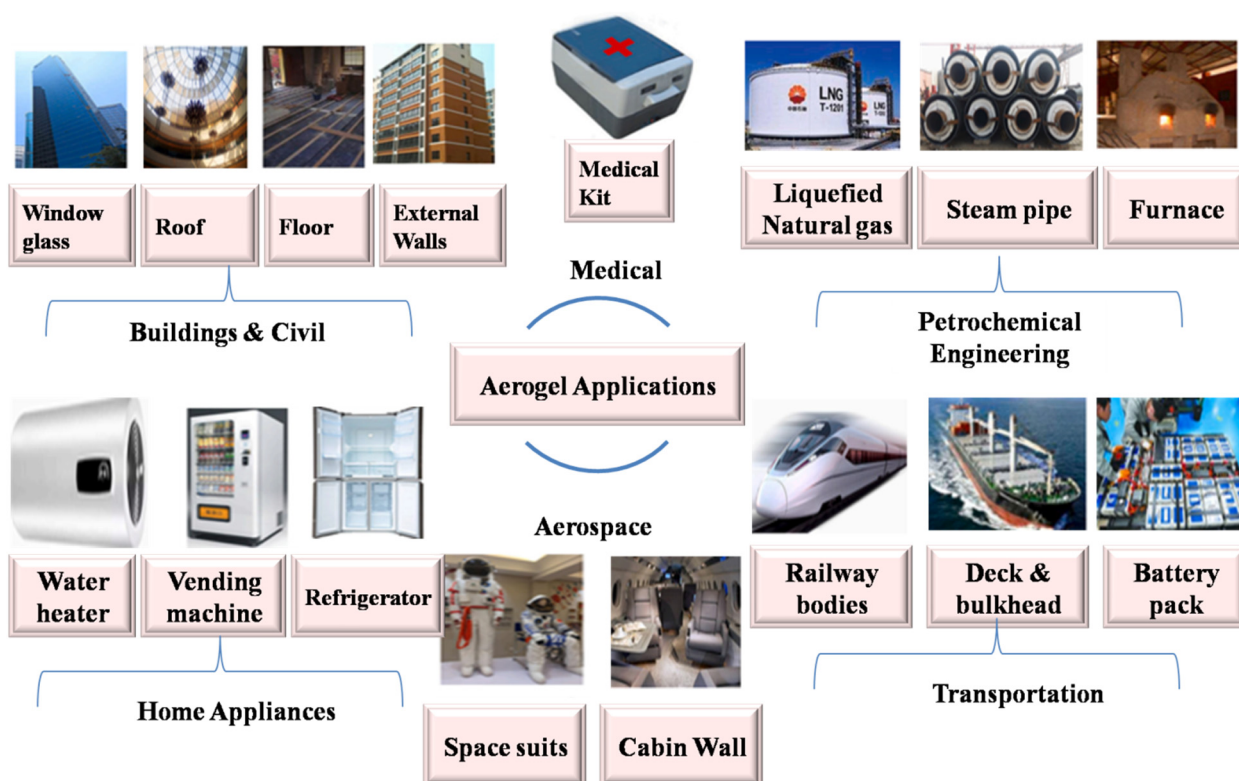 LNG
T-1201
Medical
Kit
Window
glass
Roof
Floor
External
Walls
Liquefied
Natural gas
Steam pipe
Furnace
Medical
Buildings & Civil
Petrochemical
Engineering
Aerogel Applications
Aerospace
Water
heater
Vending
machine
Refrigerator
Railway
bodies
Deck &
bulkhead
Battery
pack
Home Appliances
Transportation
Space suits
Cabin Wall